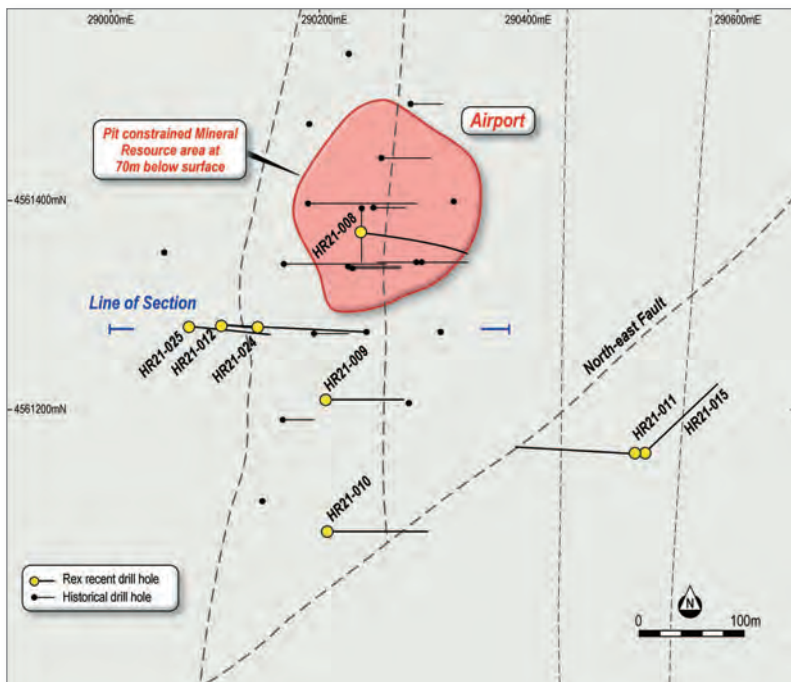 290000mE
290200mE
290400mE
290600mE
Airport
Pit constrained Mineral
Resource area at
70m below surface
4561400mN
HR21-008
Line of Section
HR21-025
HR21-012
HR21-024
North-east Fault
HR21-009
4561200mN
HR21-011
HR21-015
HR21-010
Rex recent drill hole
Historical drill hole
N
0
100m